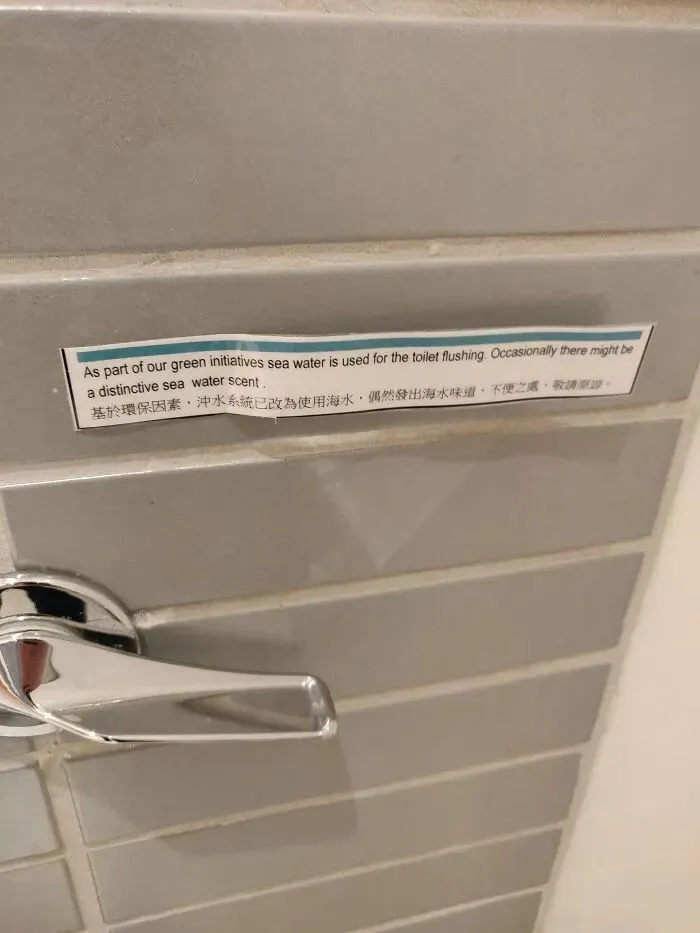 As part of our green initiatives sea water is used for the toilet flushing. Occasionally there might be
a distinctive sea water scent .
基於環保因素，沖水系統已改為使用海水，偶然發出海水味道，不便之處，敬請原諒。